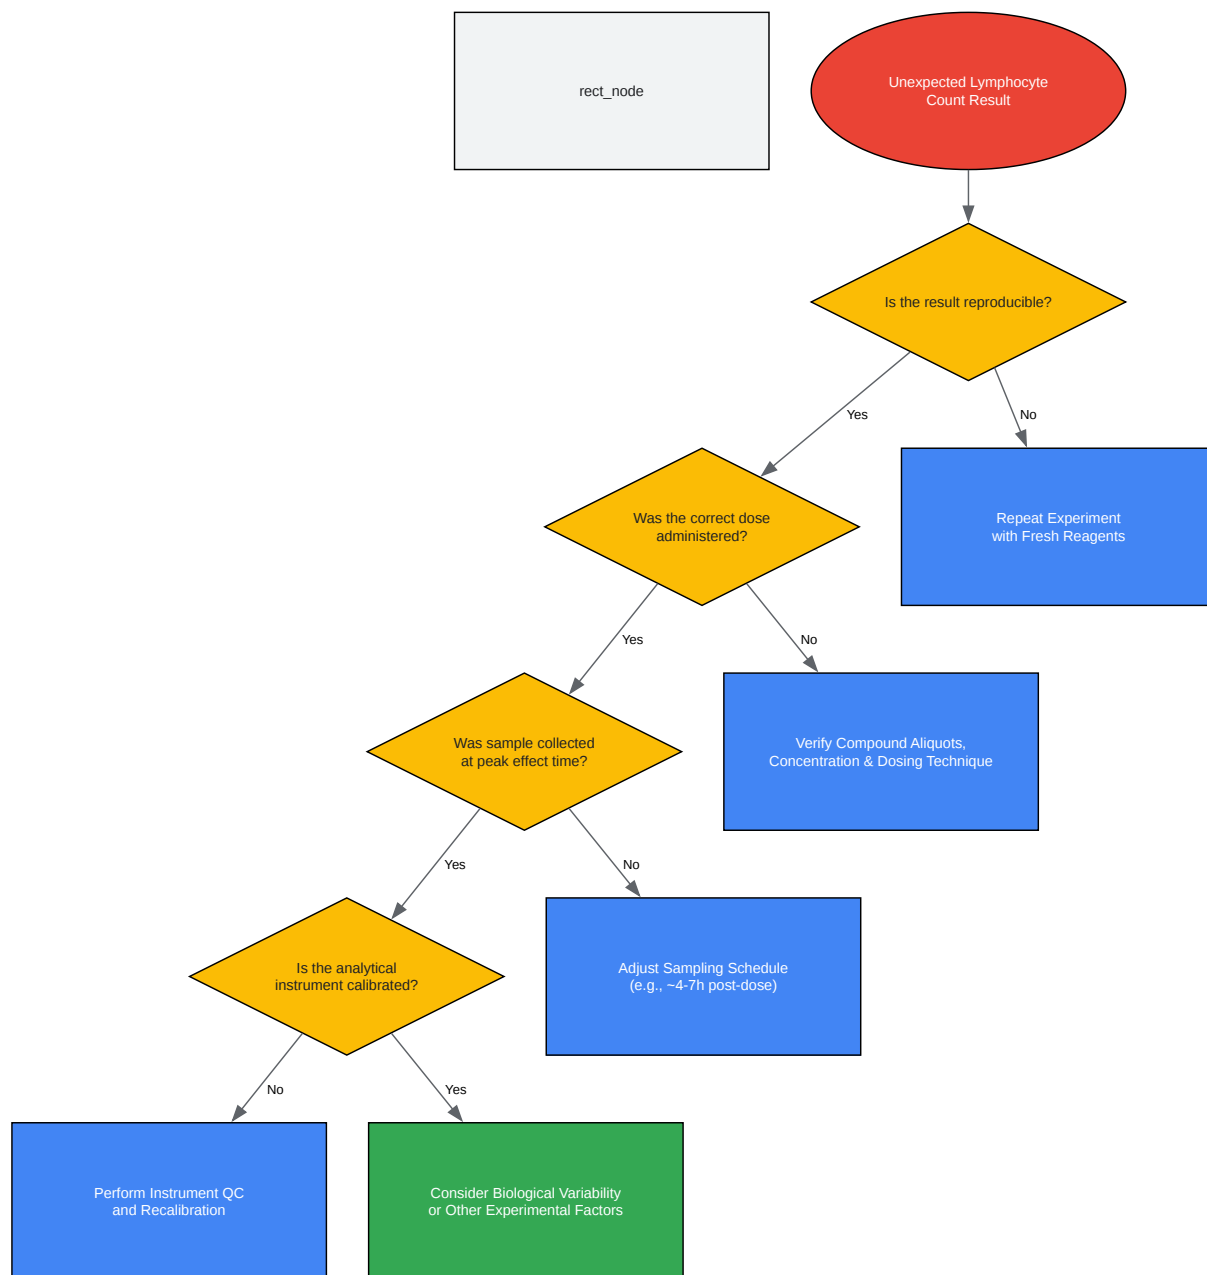 rect_node
Unexpected Lymphocyte
Count Result
Is the result reproducible?
Yes
No
Was the correct dose
administered?
Repeat Experiment
with Fresh Reagents
Yes
No
Was sample collected
at peak effect time?
Verify Compound Aliquots,
Concentration & Dosing Technique
Yes
No
Is the analytical
instrument calibrated?
Adjust Sampling Schedule
(e.g., ~4-7h post-dose)
No
Yes
Perform Instrument QC
and Recalibration
Consider Biological Variability
or Other Experimental Factors